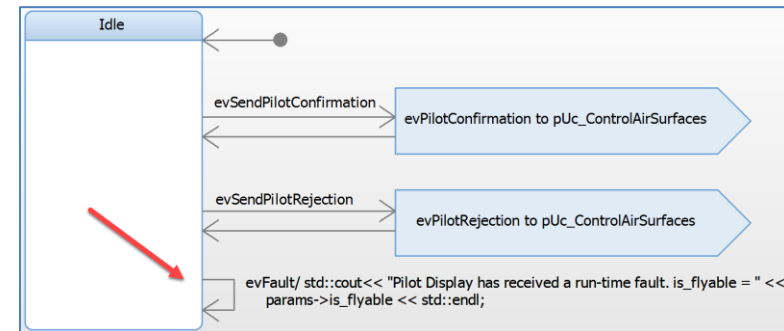 Idle
evSendPilotConfirmation
evPilotConfirmation to pUc_ControlAirSurfaces
evSendPilotRejection
evPilotRejection to pUc_ControlAirSurfaces
evFault/ std::cout<< "Pilot Display has received a run-time fault. is_flyable = " <<
params->is_flyable << std::endl;